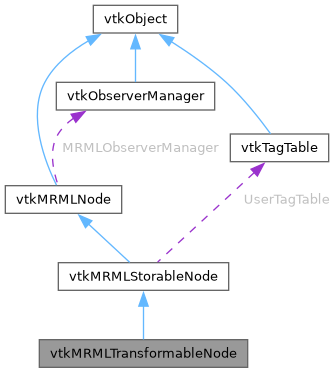 vtkObject
vtkObserverManager
MRMLObserverManager
vtkTagTable
vtkMRMLNode
UserTagTable
vtkMRMLStorableNode
vtkMRMLTransformableNode